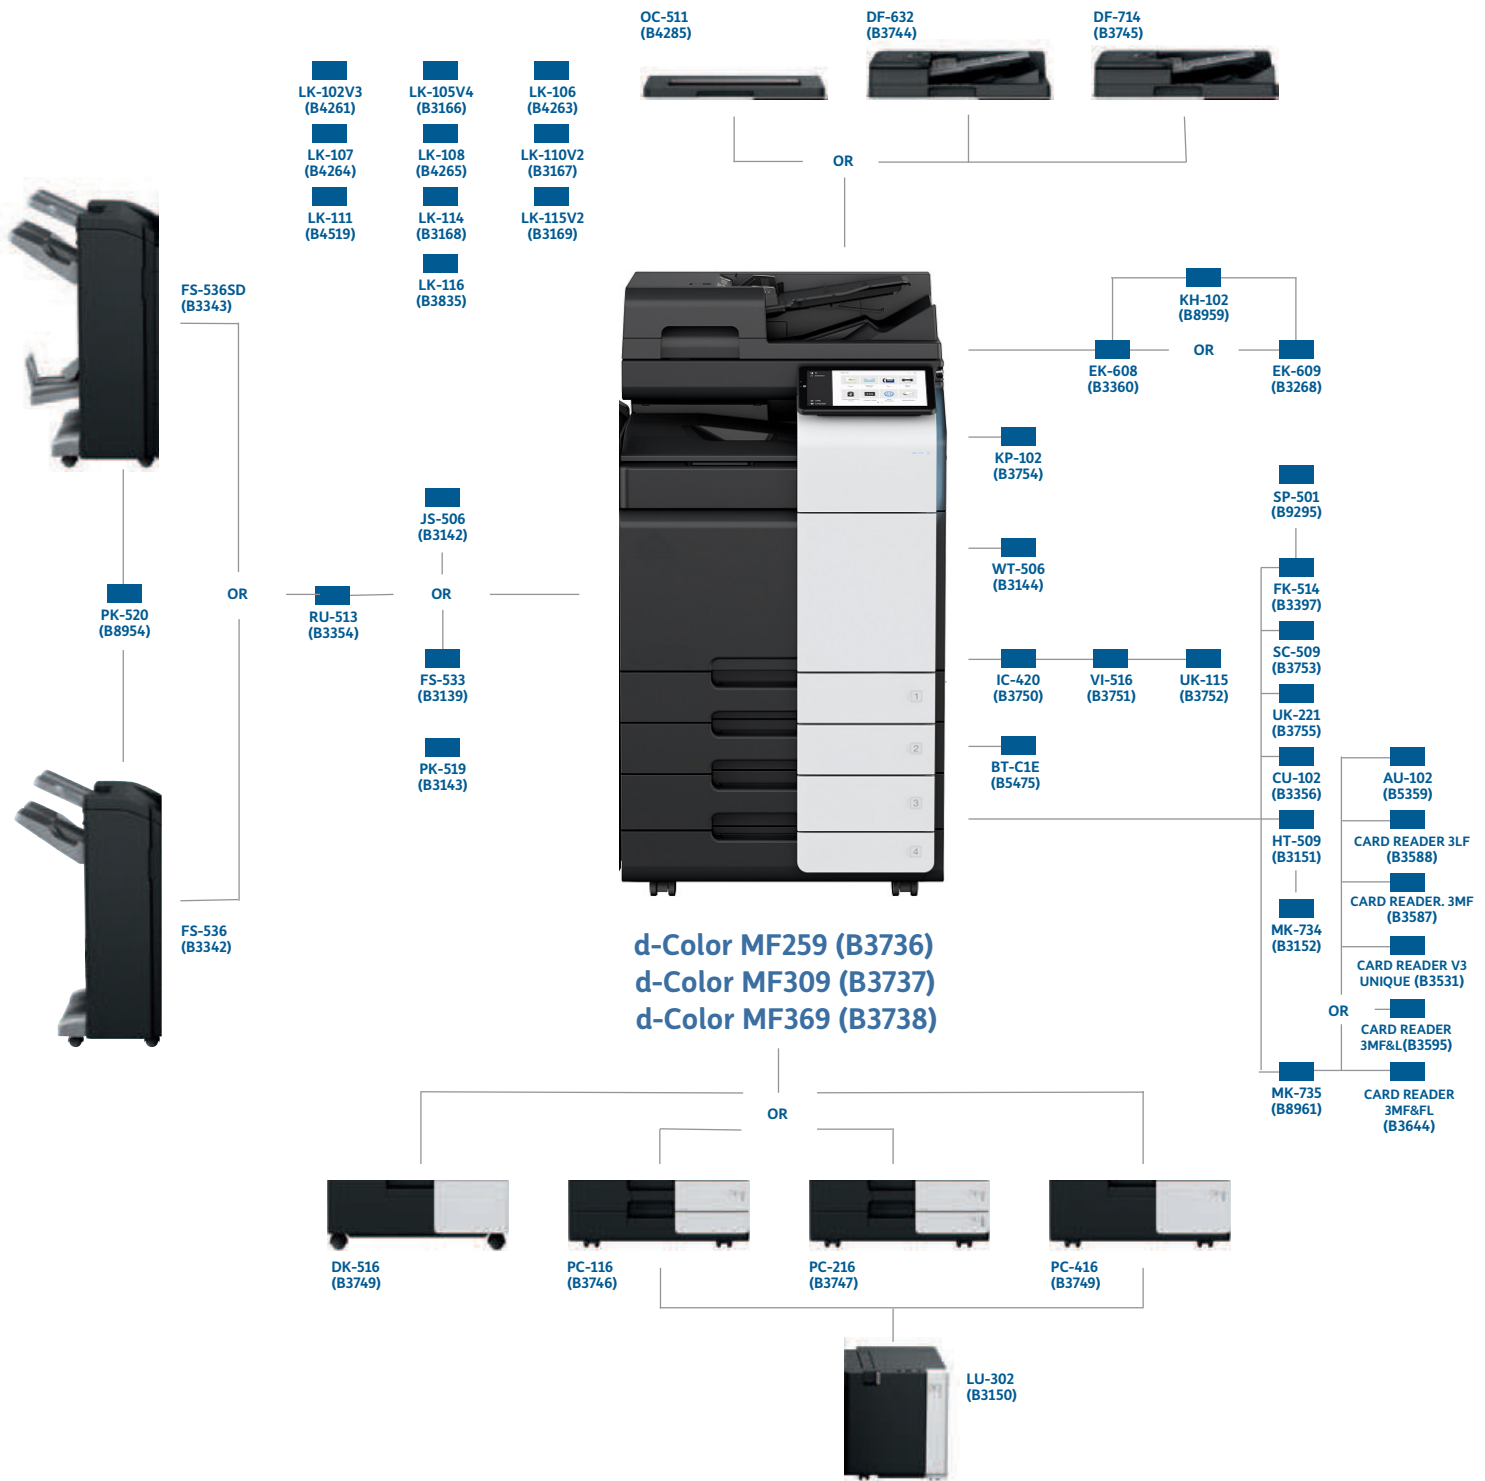 OC-511
(B4285)
DF-632
(B3744)
DF-714
(B3745)
LK-102V3
(B4261)
LK-105V4
(B3166)
LK-106
(B4263)
LK-107
(B4264)
LK-108
(B4265)
LK-110V2
(B3167)
LK-111
(B4519)
LK-114
(B3168)
LK-115V2
(B3169)
LK-116
(B3835)
OR
FS-536SD
(B3343)
KH-102
(B8959)
EK-608
(B3360)
OR
EK-609
(B3268)
KP-102
(B3754)
SP-501
(B9295)
JS-506
(B3142)
WT-506
(B3144)
FK-514
(B3397)
PK-520
(B8954)
OR
RU-513
(B3354)
OR
SC-509
(B3753)
FS-533
(B3139)
IC-420
(B3750)
VI-516
(B3751)
UK-115
(B3752)
UK-221
(B3755)
PK-519
(B3143)
BT-C1E
(B5475)
CU-102
(B3356)
AU-102
(B5359)
HT-509
(B3151)
CARD READER 3LF
(B3588)
CARD READER. 3MF
(B3587)
MK-734
(B3152)
CARD READER V3
UNIQUE (B3531)
OR
CARD READER
3MF&L(B3595)
MK-735
(B8961)
CARD READER
3MF&FL
(B3644)
1
2
3
4
FS-536
(B3342)
d-Color MF259 (B3736)
d-Color MF309 (B3737)
d-Color MF369 (B3738)
OR
DK-516
(B3749)
PC-116
(B3746)
PC-216
(B3747)
PC-416
(B3749)
LU-302
(B3150)